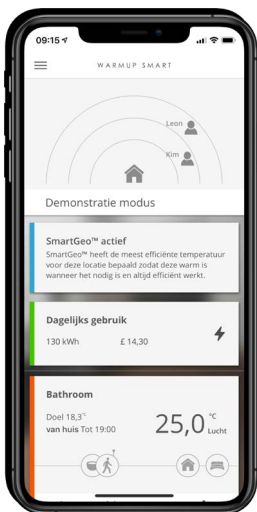 09:15
WARMUP SMART
Leon
Kim
Demonstratie modus
SmartGeo™ actief
SmartGeo™ heeft de meest efficiënte temperatuur
voor deze locatie bepaald zodat deze warm is
wanneer het nodig is en altijd efficiënt werkt.
Dagelijks gebruik
130 kWh £ 14,30
Bathroom
Doel 18,3°C
van huis Tot 19:00
25,0 °C
Lucht